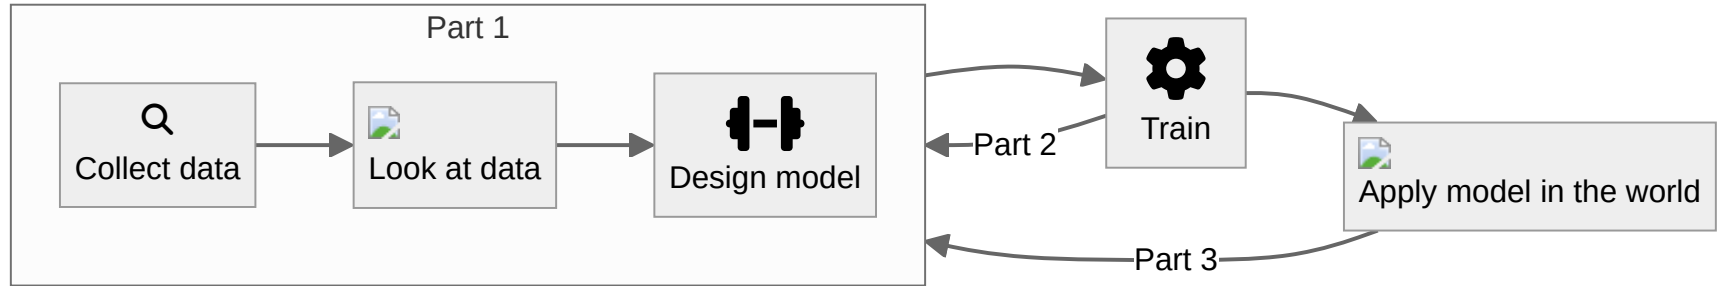 Part 1
Collect data
Look at data
Design model
Part 2
Train
Apply model in the world
Part 3